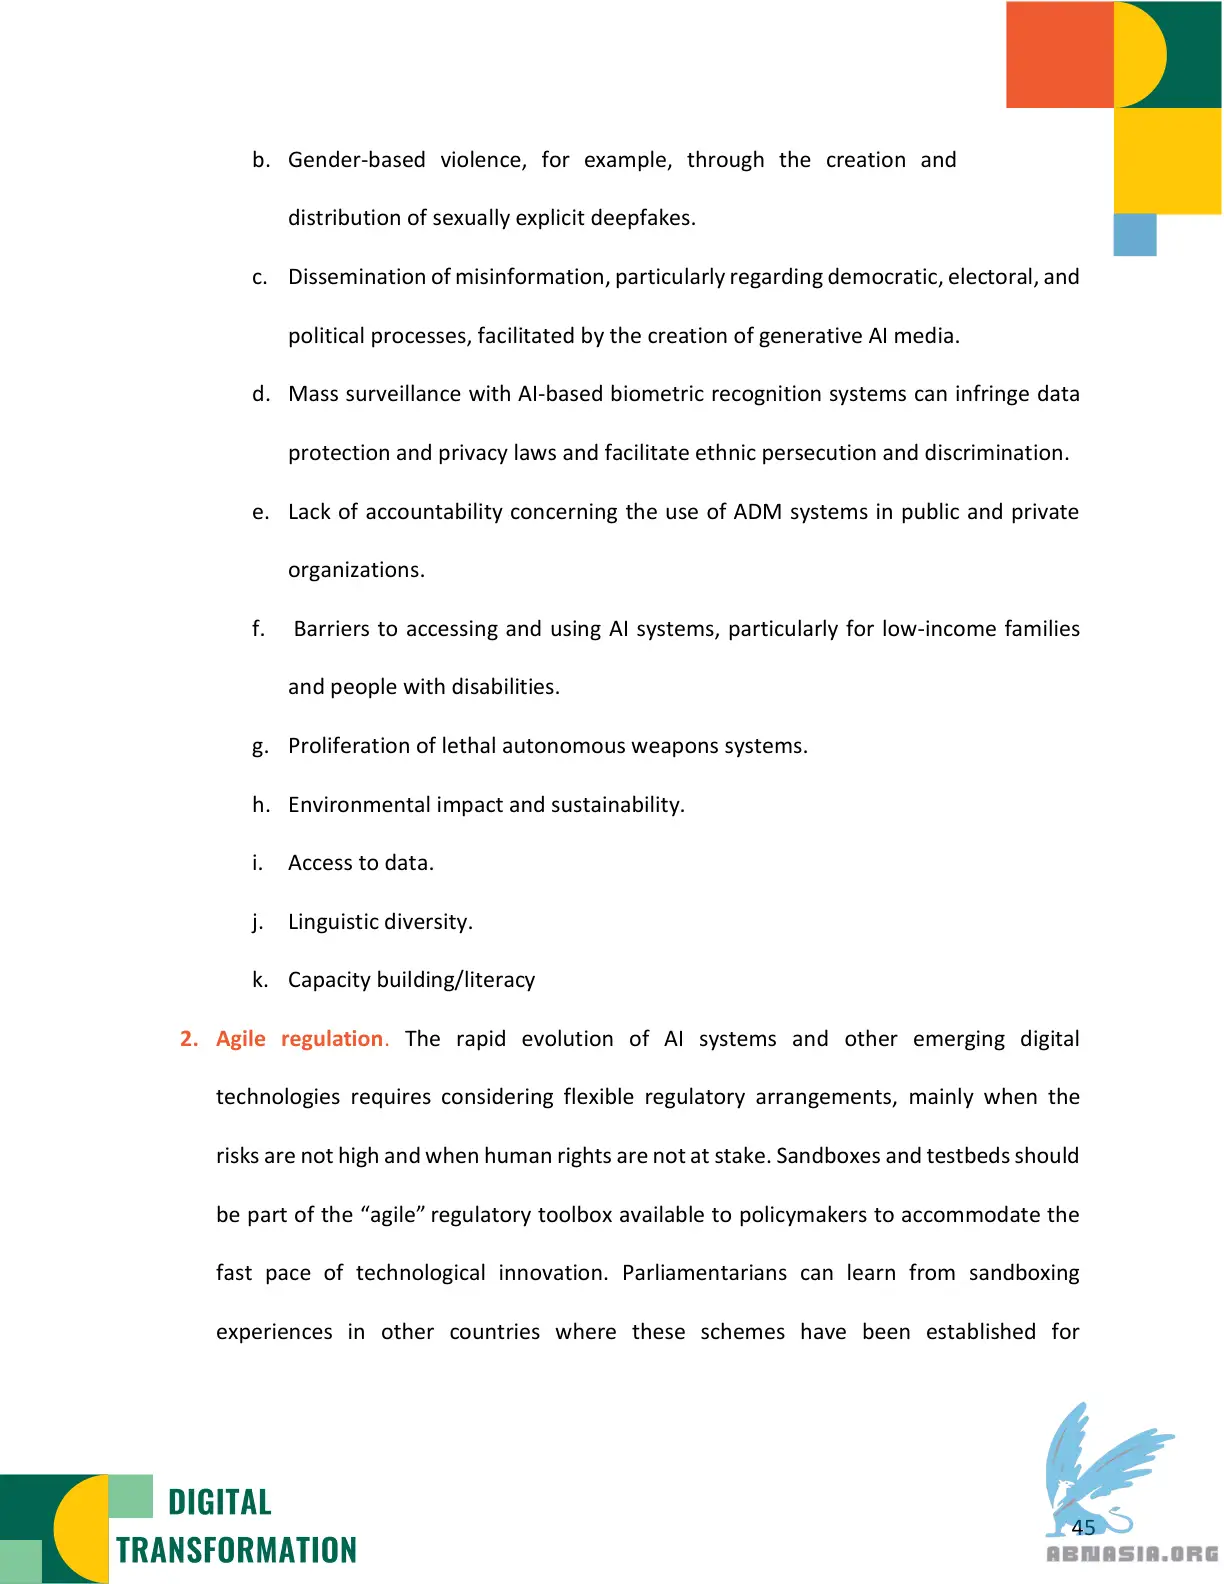 b. Gender-based violence, for example, through the creation and
distribution of sexually explicit deepfakes.
c. Dissemination of misinformation, particularly regarding democratic, electoral, and
political processes, facilitated by the creation of generative AI media.
d. Mass surveillance with AI-based biometric recognition systems can infringe data
protection and privacy laws and facilitate ethnic persecution and discrimination.
e. Lack of accountability concerning the use of ADM systems in public and private
organizations.
f. Barriers to accessing and using AI systems, particularly for low-income families
and people with disabilities.
g. Proliferation of lethal autonomous weapons systems.
h. Environmental impact and sustainability.
i. Access to data.
j. Linguistic diversity.
k. Capacity building/literacy
2. Agile regulation. The rapid evolution of AI systems and other emerging digital
technologies requires considering flexible regulatory arrangements, mainly when the
risks are not high and when human rights are not at stake. Sandboxes and testbeds should
be part of the “agile” regulatory toolbox available to policymakers to accommodate the
fast pace of technological innovation. Parliamentarians can learn from sandboxing
experiences in other countries where these schemes have been established for
DIGITAL
TRANSFORMATION
45
ABNASIA.ORG